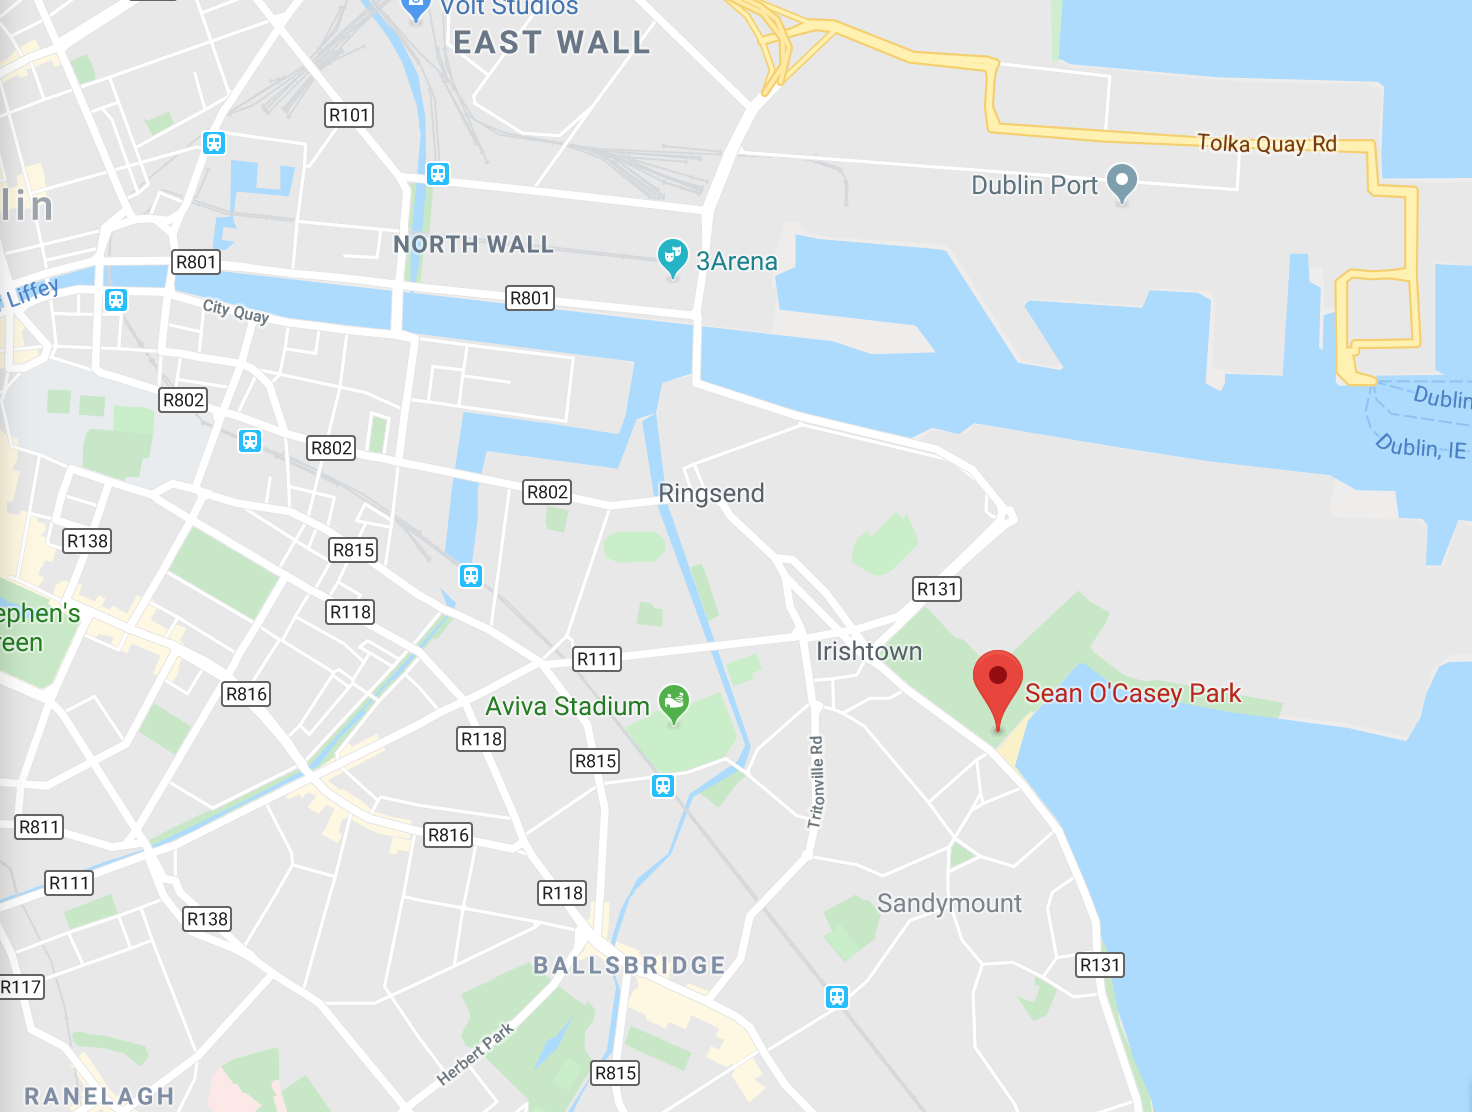 Volt Studios
EAST WALL
R101
Tolka Quay Rd
Dublin Port
lin
NORTH WALL
3Arena
R801
Liffey
City Quay
R801
Dublin
R802
R802
Dublin, IE
R802
Ringsend
R138
R815
R131
ephen's
reen
R118
R111
Irishtown
R816
Aviva Stadium
Sean O'Casey Park
R118
R815
Tritonville Rd
R811
R816
R111
R118
Sandymount
R138
BALLSBRIDGE
R131
R117
Herbert Park
R815
RANELAGH